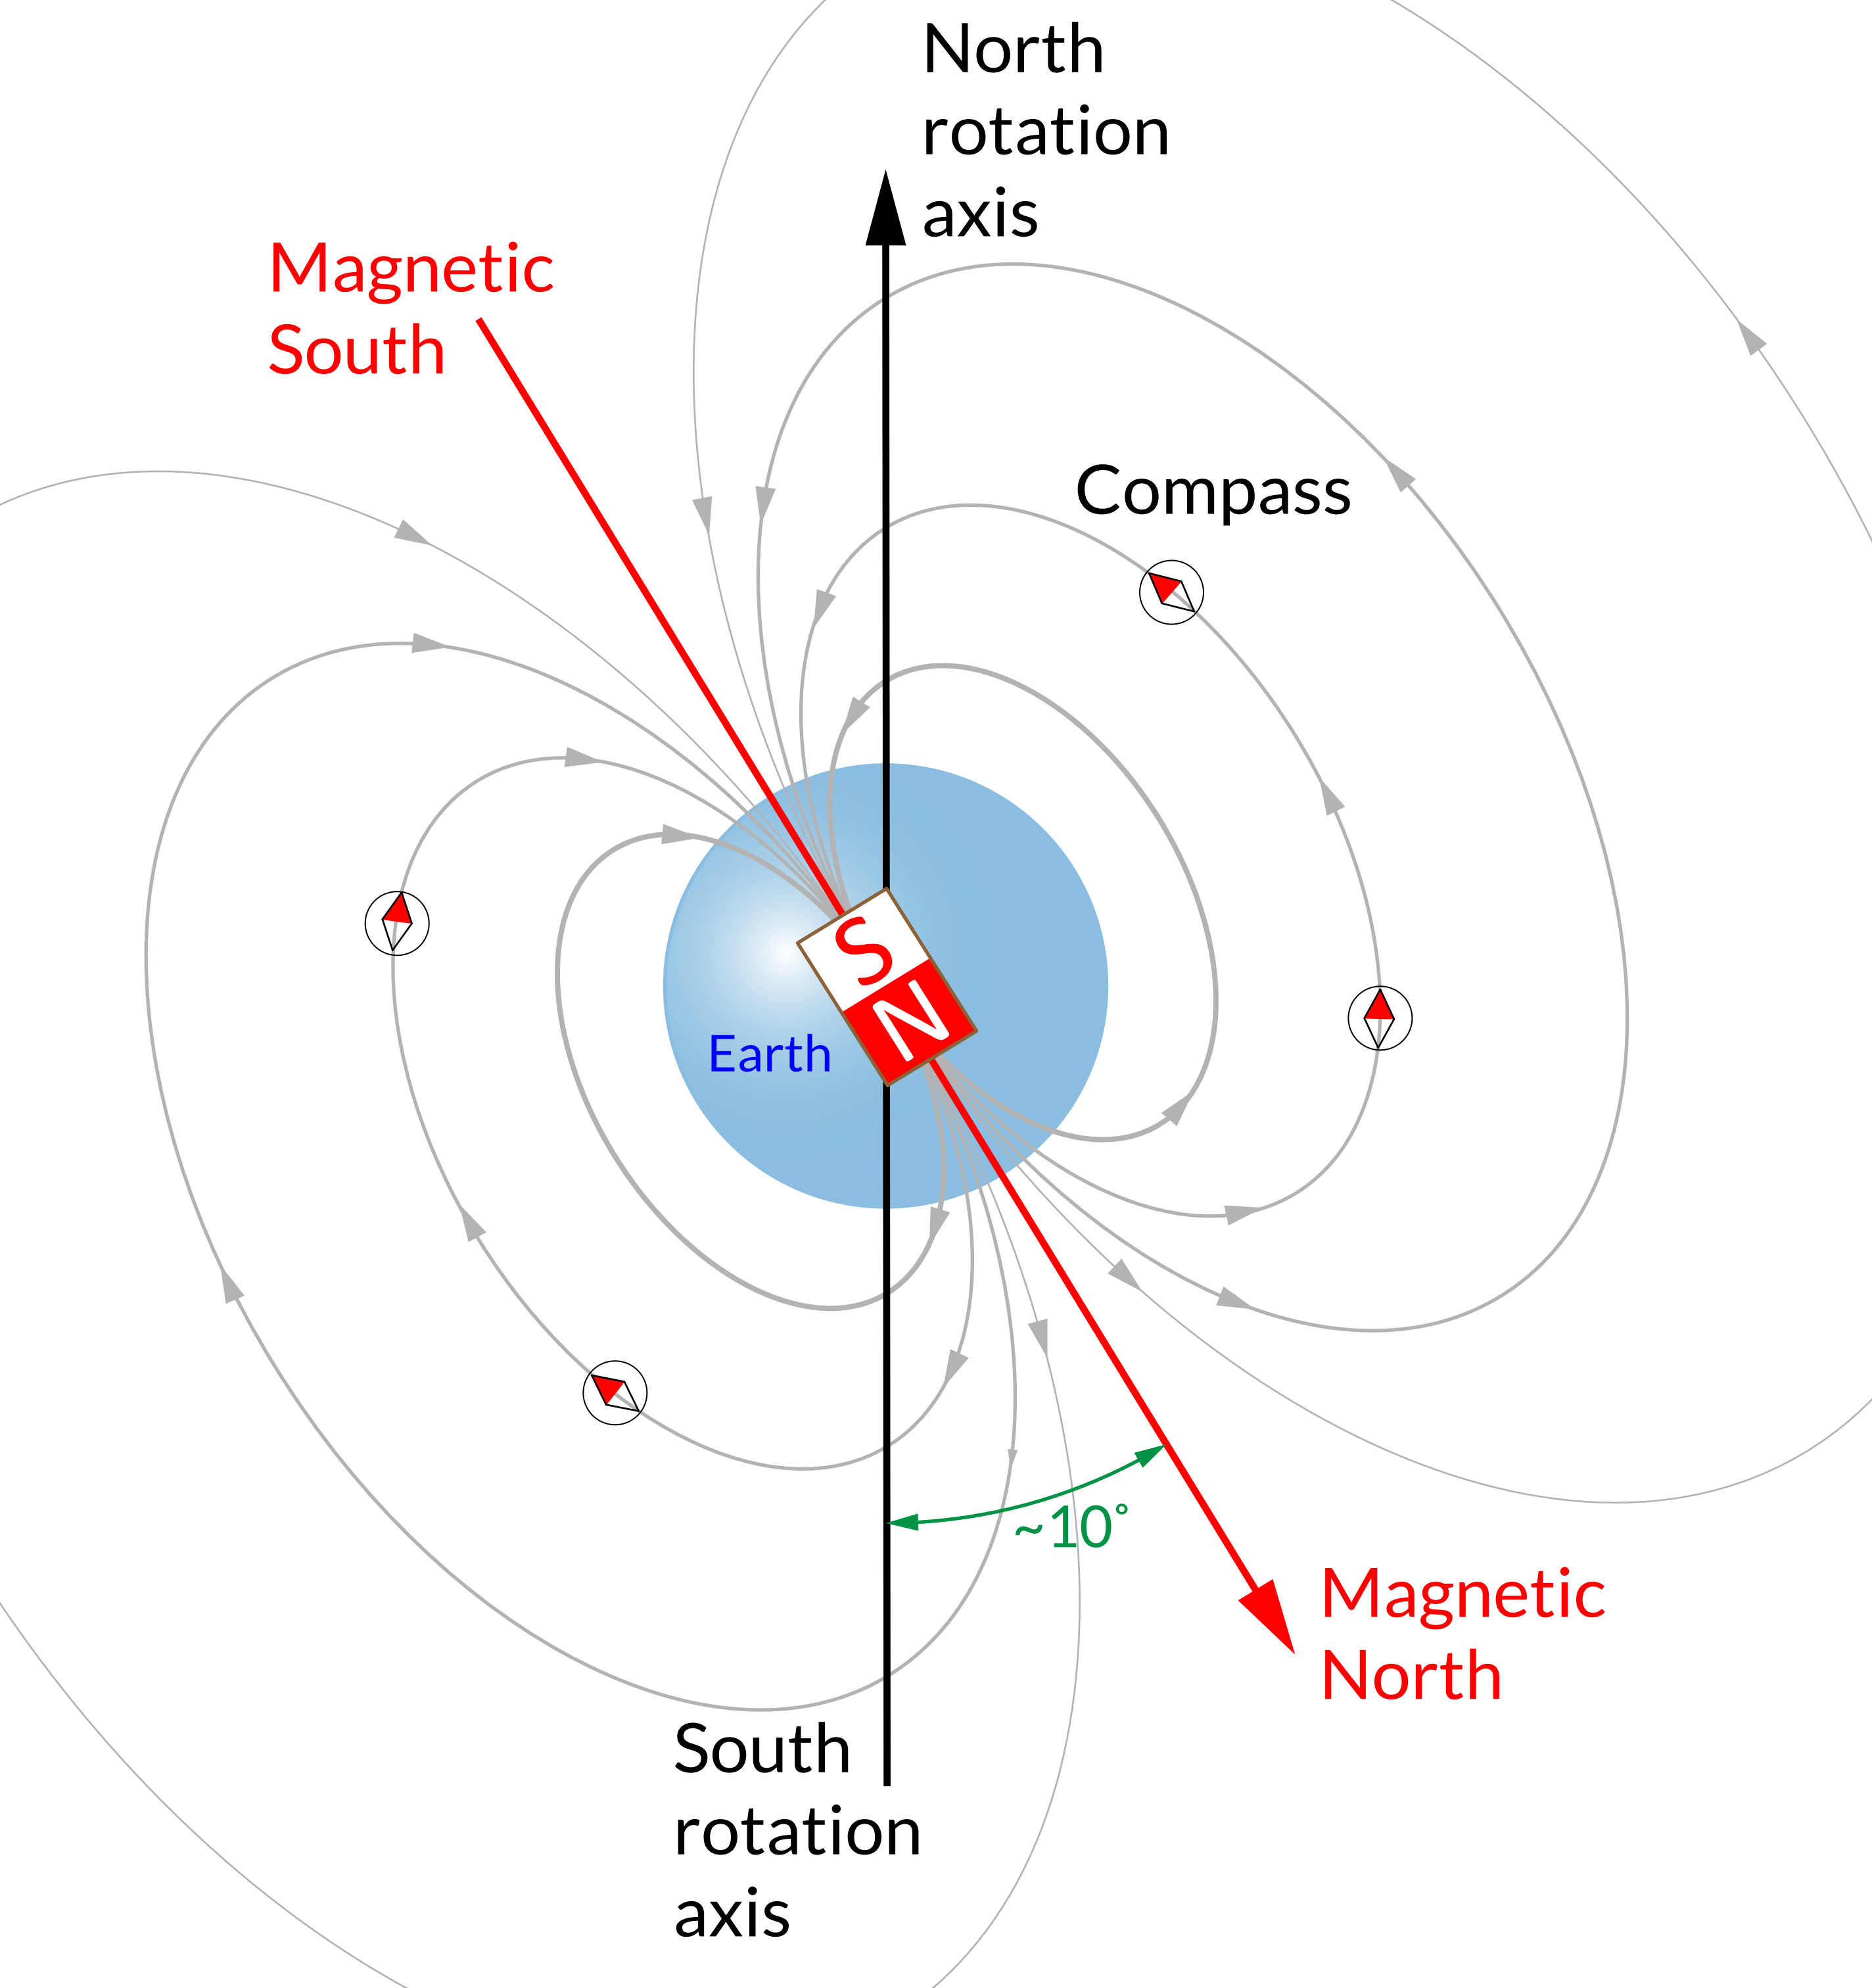 North
rotation
axis
Magnetic
South
Compass
S
N
Earth
~10°
Magnetic
North
South
rotation
axis